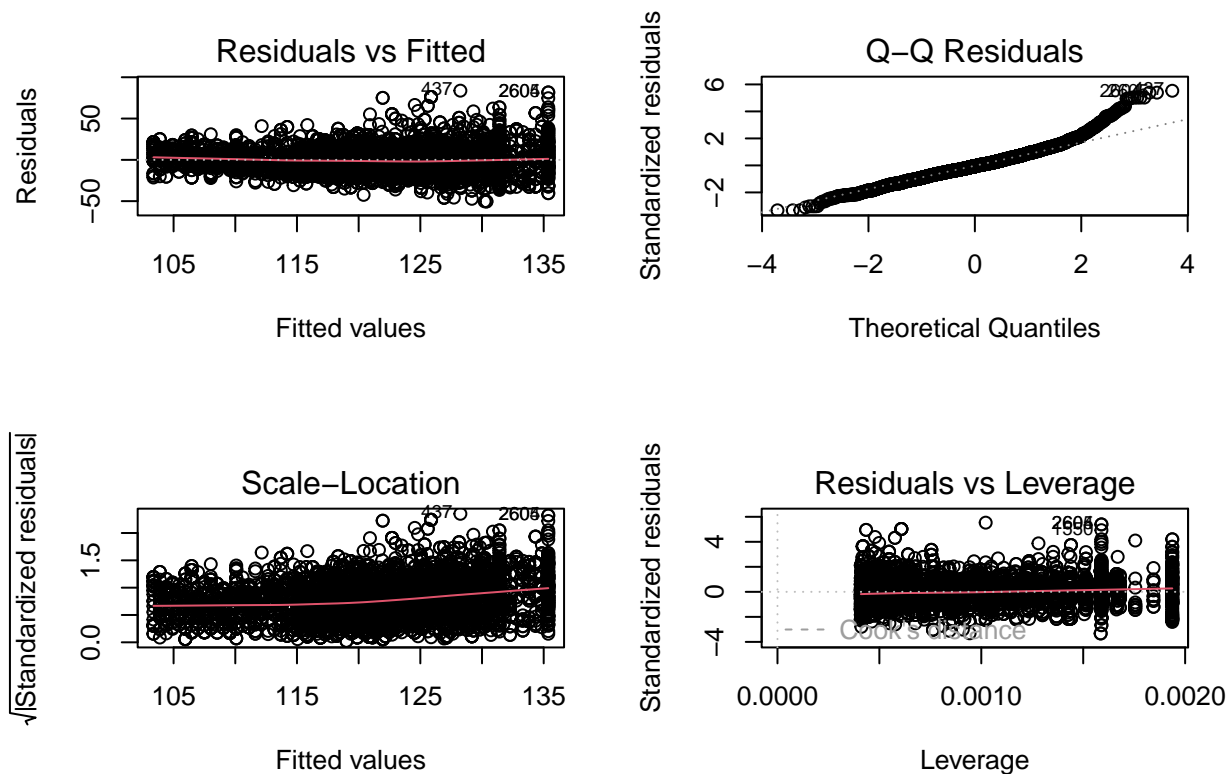 Residuals vs Fitted
Residuals
50
−50
437
105
115
125
135
Fitted values
Q−Q Residuals
Standardized residuals
6
2
−2
437
−4
−2
0
2
4
Theoretical Quantiles
Scale−Location
√|Standardized residuals|
1.5
0.0
437
105
115
125
135
Fitted values
Residuals vs Leverage
Standardized residuals
4
0
−4
Cook's distance
0.0000
0.0010
0.0020
Leverage